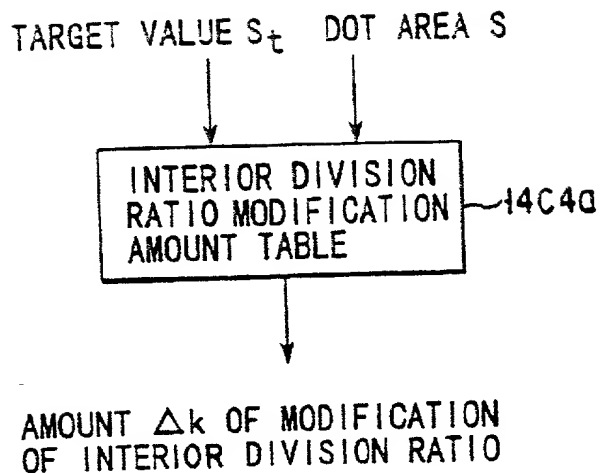 TARGET VALUE St DOT AREA S
INTERIOR DIVISION
RATIO MODIFICATION
AMOUNT TABLE
14C4a
AMOUNT Δk OF MODIFICATION
OF INTERIOR DIVISION RATIO